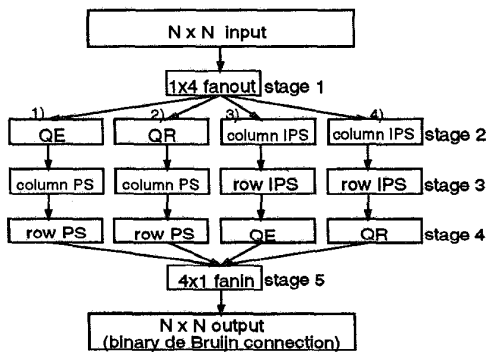 N x N input
1x4 fanout stage 1
1) 2) 3) 4)
QE QR column IPS column IPS stage 2
column PS column PS row IPS row IPS stage 3
row PS row PS QE QR stage 4
4x1 fanin stage 5
N x N output
(binary de Bruijn connection)